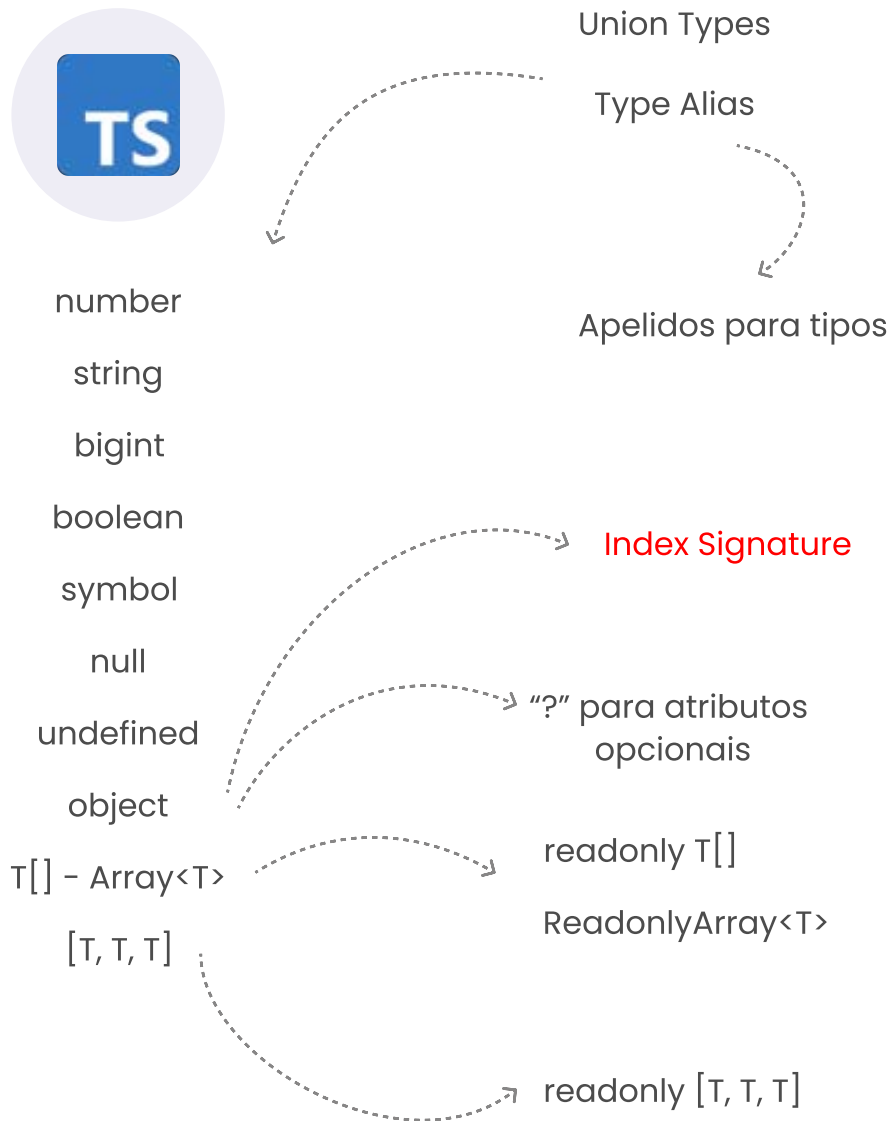 TS
Union Types
Type Alias
Apelidos para tipos
number
string
bigint
boolean
symbol
null
undefined
object
T[] - Array<T>
[T, T, T]
Index Signature
“?” para atributos
opcionais
readonly T[]
ReadonlyArray<T>
readonly [T, T, T]